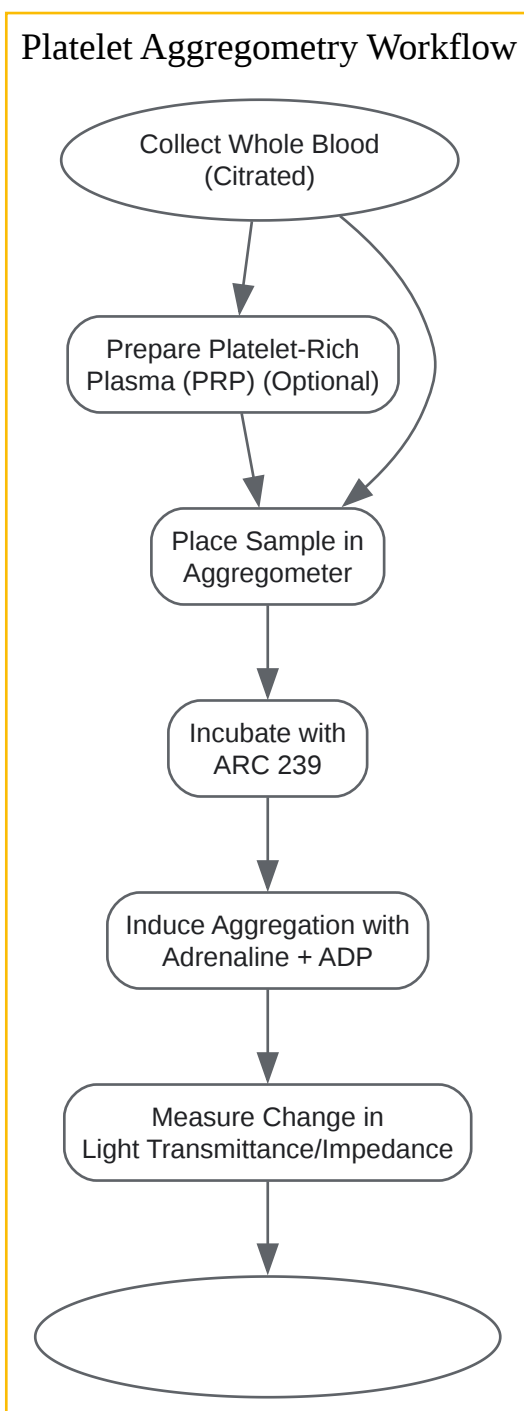 Platelet Aggregometry Workflow
Collect Whole Blood
(Citrated)
Prepare Platelet-Rich
Plasma (PRP) (Optional)
Place Sample in
Aggregometer
Incubate with
ARC 239
Induce Aggregation with
Adrenaline + ADP
Measure Change in
Light Transmittance/Impedance